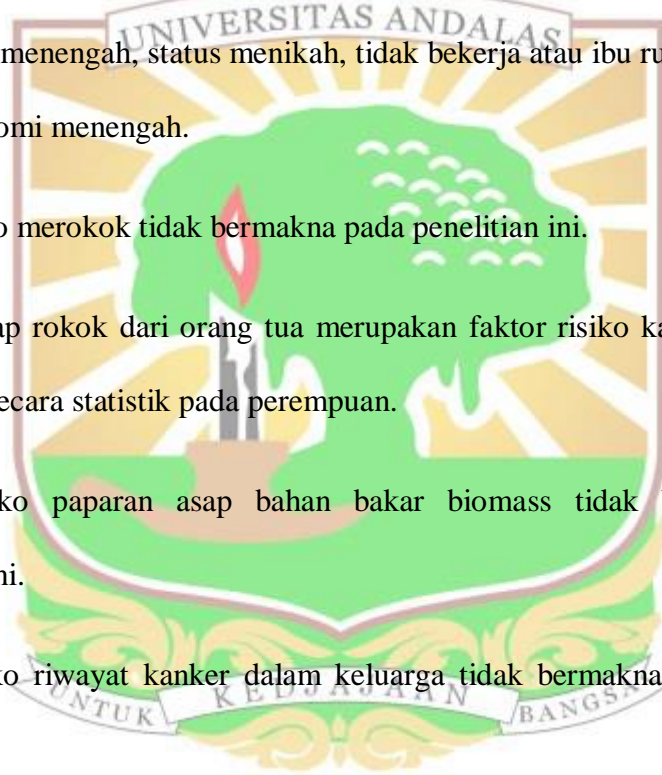 UNIVERSITAS ANDALAS
menengah, status menikah, tidak bekerja atau ibu ru
omi menengah.
o merokok tidak bermakna pada penelitian ini.
ap rokok dari orang tua merupakan faktor risiko ka
ecara statistik pada perempuan.
ko paparan asap bahan bakar biomass tidak
ni.
ko riwayat kanker dalam keluarga tidak bermakna
UNTUK KEDJAJAAN BANGSA